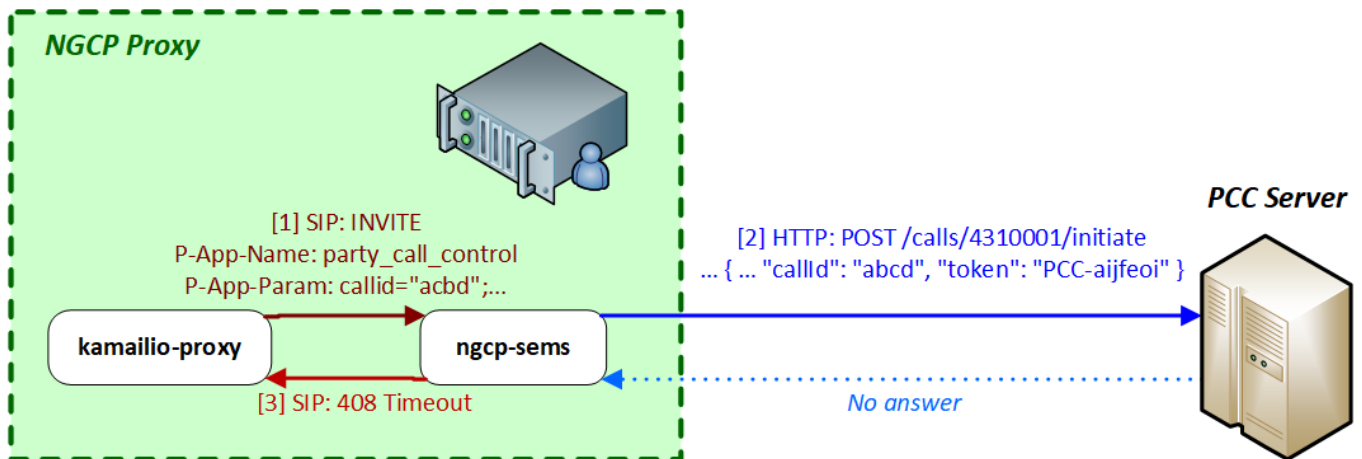 NGCP Proxy
[1] SIP: INVITE
P-App-Name: party_call_control
P-App-Param: callid="acbd";...
kamailio-proxy
ngcp-sems
[3] SIP: 408 Timeout
[2] HTTP: POST /calls/4310001/initiate
... { ... "callId": "abcd", "token": "PCC-aijfeoi" }
No answer
PCC Server